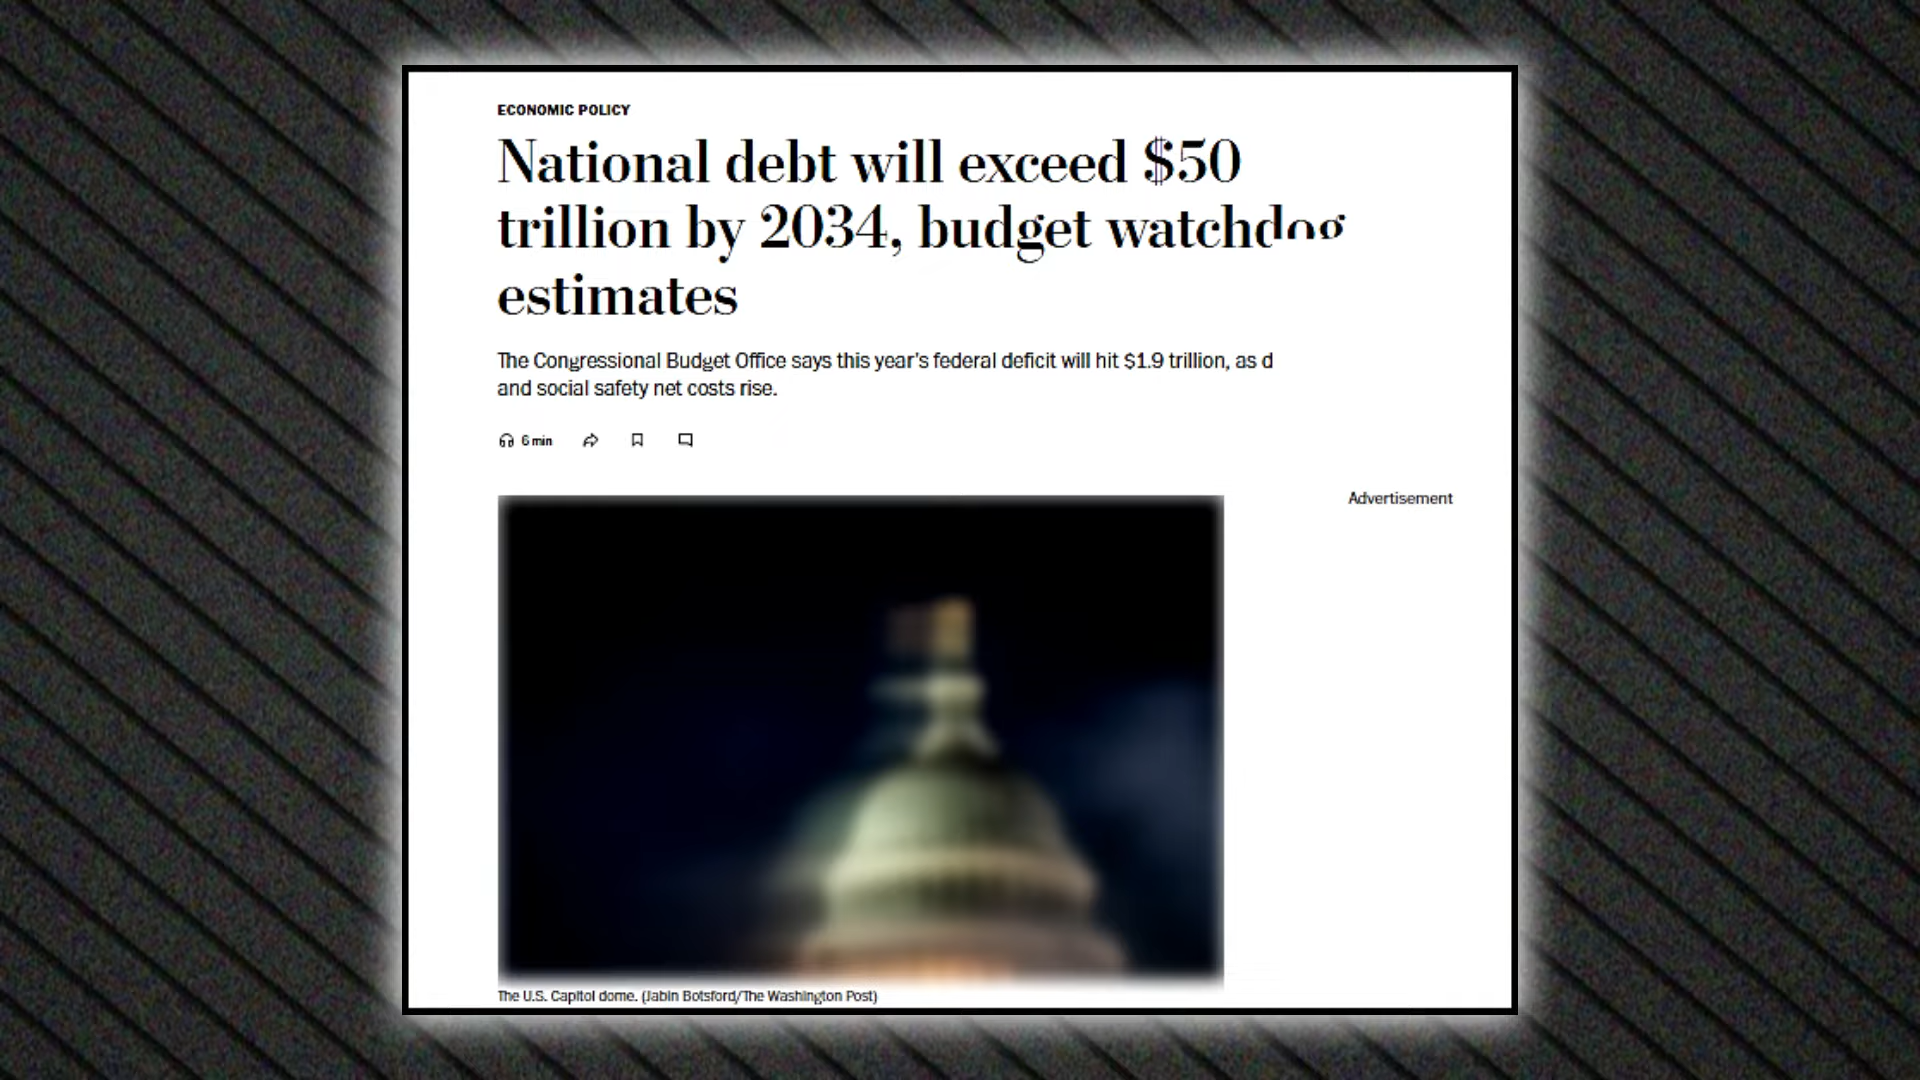 ECONOMIC POLICY
National debt will exceed $50
trillion by 2034, budget watchdog
estimates
The Congressional Budget Office says this year's federal deficit will hit $1.9 trillion, as d
and social safety net costs rise.
6 min
Advertisement
The U.S. Capitol dome. (Jabin Botsford/The Washington Post)